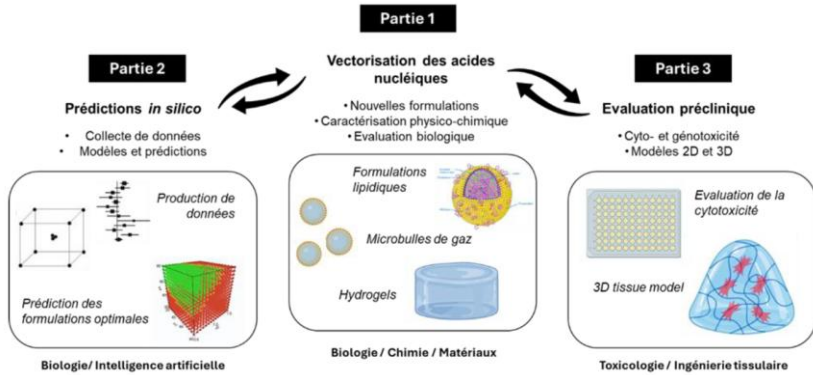 Partie 1
Vectorisation des acides
nucléiques
• Nouvelles formulations
• Caractérisation physico-chimique
• Evaluation biologique
Formulations
lipidiques
Microbulles de gaz
Hydrogels
Biologie / Chimie / Matériaux
Partie 2
Prédictions in silico
• Collecte de données
• Modèles et prédictions
Production de
données
Prédiction des
formulations optimales
Biologie/ Intelligence artificielle
Partie 3
Evaluation préclinique
• Cyto- et génotoxicité
• Modèles 2D et 3D
Evaluation de la
cytotoxicité
3D tissue model
Toxicologie / Ingénierie tissulaire